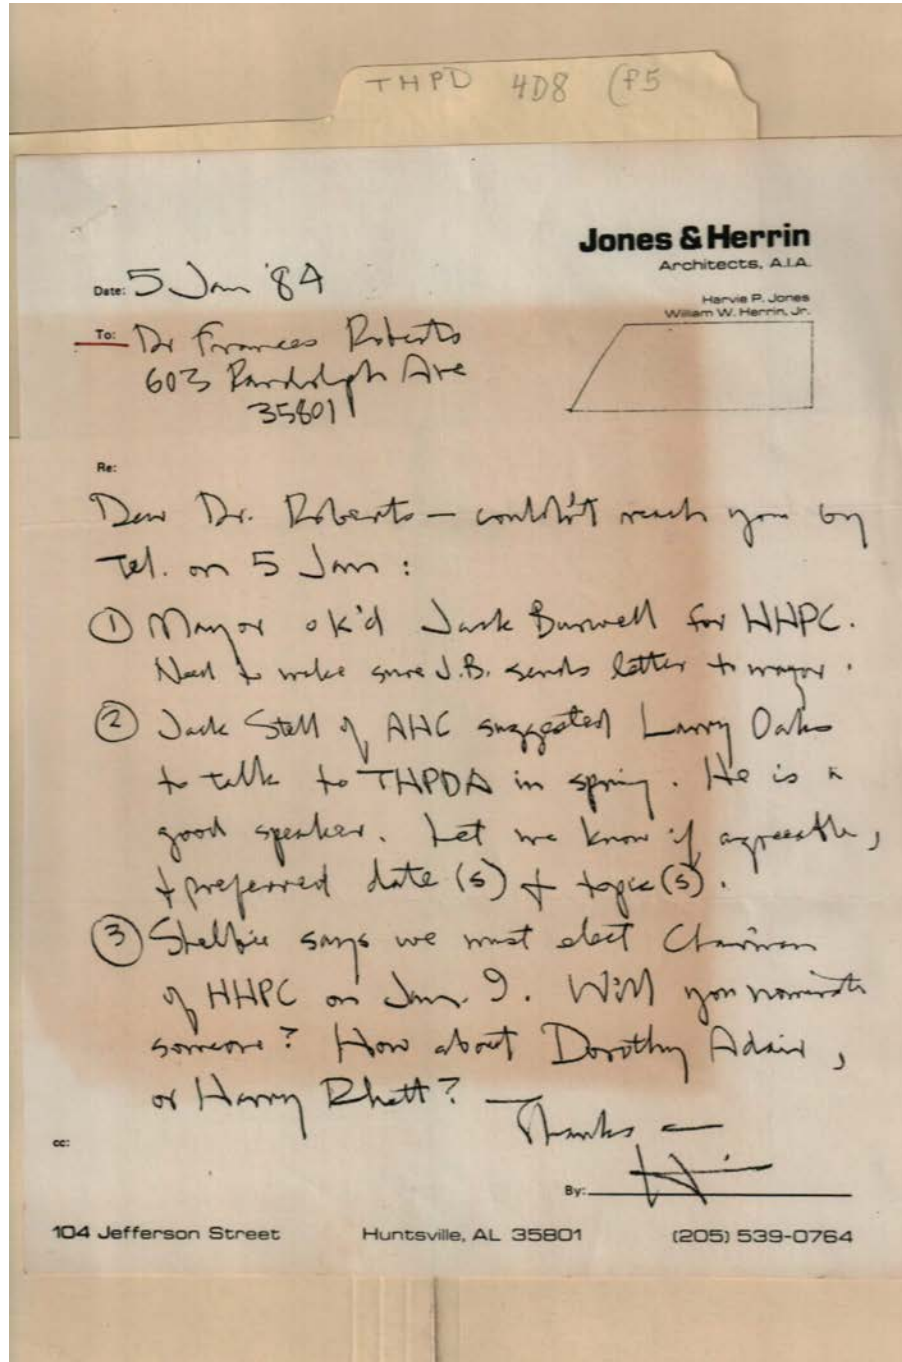 THPD 4D8 (F5
Jones & Herrin
Architects, A.I.A.
Harvie P. Jones
William W. Herrin, Jr.
Date: 5 Jan '84
To: Dr Frances Roberts
603 Randolph Ave
35801
Re:
Dear Dr. Roberts — couldn't reach you by
Tel. on 5 Jan :
① Mayor ok'd Jack Burwell for HHPC.
Need to make sure J.B. sends letter to mayor.
② Jack Stell of AHC suggested Larry Oaks
to talk to THPDA in spring. He is a
good speaker. Let me know if agreeable,
+ preferred date(s) + topic(s).
③ Shelbie says we must elect Chairman
of HHPC on Jan. 9. Will you nominate
someone? How about Dorothy Adair,
or Harry Rhett? —
Thanks —
cc:
By:
104 Jefferson Street Huntsville, AL 35801 (205) 539-0764